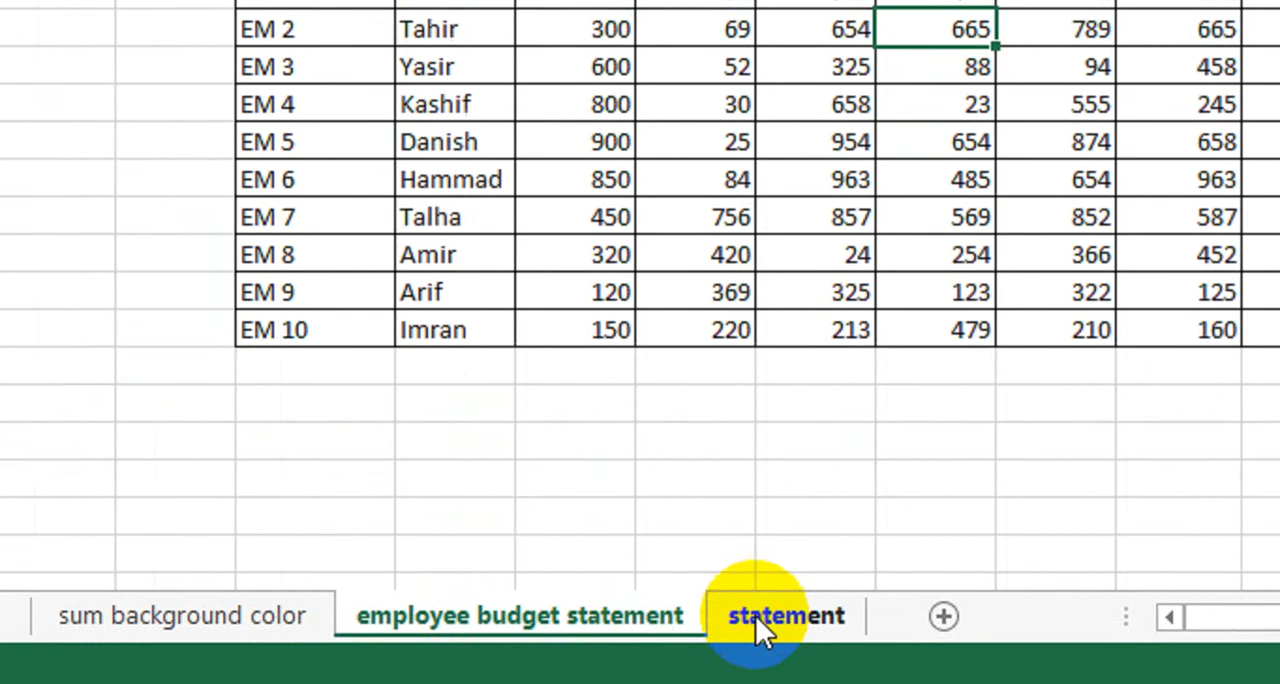 EM 2 Tahir 300 69 654 665 789 665
EM 3 Yasir 600 52 325 88 94 458
EM 4 Kashif 800 30 658 23 555 245
EM 5 Danish 900 25 954 654 874 658
EM 6 Hammad 850 84 963 485 654 963
EM 7 Talha 450 756 857 569 852 587
EM 8 Amir 320 420 24 254 366 452
EM 9 Arif 120 369 325 123 322 125
EM 10 Imran 150 220 213 479 210 160
sum background color employee budget statement statement